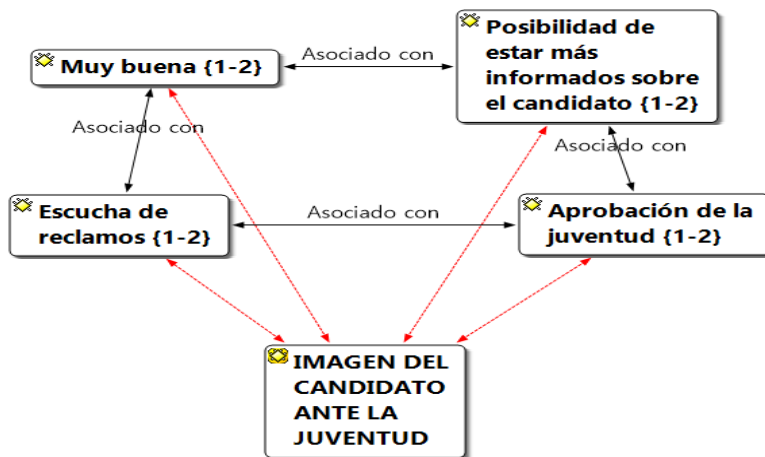 Posibilidad de
estar más
informados sobre
el candidato {1-2}
Asociado con
Muy buena {1-2}
Asociado con
Asociado con
Escucha de
reclamos {1-2}
Asociado con
Aprobación de la
juventud {1-2}
IMAGEN DEL
CANDIDATO
ANTE LA
JUVENTUD